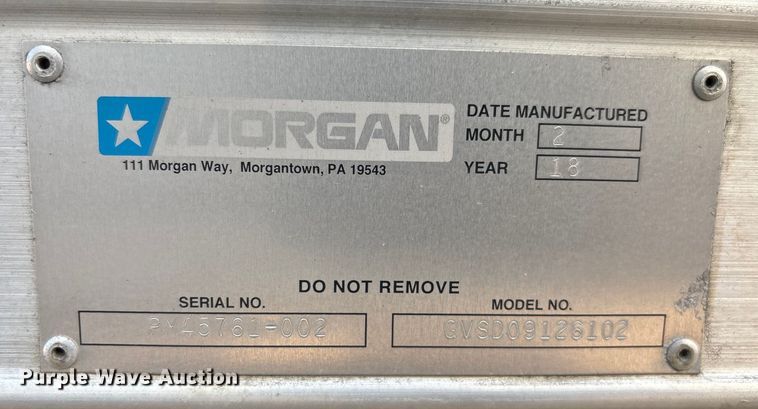 MORGAN®
111 Morgan Way, Morgantown, PA 19543
DATE MANUFACTURED
MONTH 2
YEAR 18
DO NOT REMOVE
SERIAL NO.
MODEL NO.
GVSD09126102
Purple Wave Auction